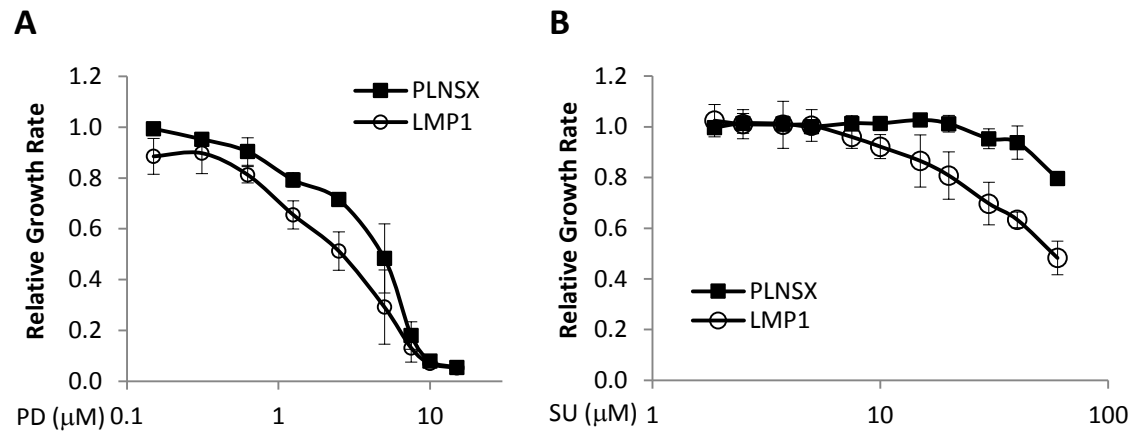 A
Relative Growth Rate
1.2
1.0
0.8
0.6
0.4
0.2
0.0
PLNSX
LMP1
PD (μM) 0.1 1 10
B
Relative Growth Rate
1.2
1.0
0.8
0.6
0.4
0.2
0.0
PLNSX
LMP1
SU (μM) 1 10 100